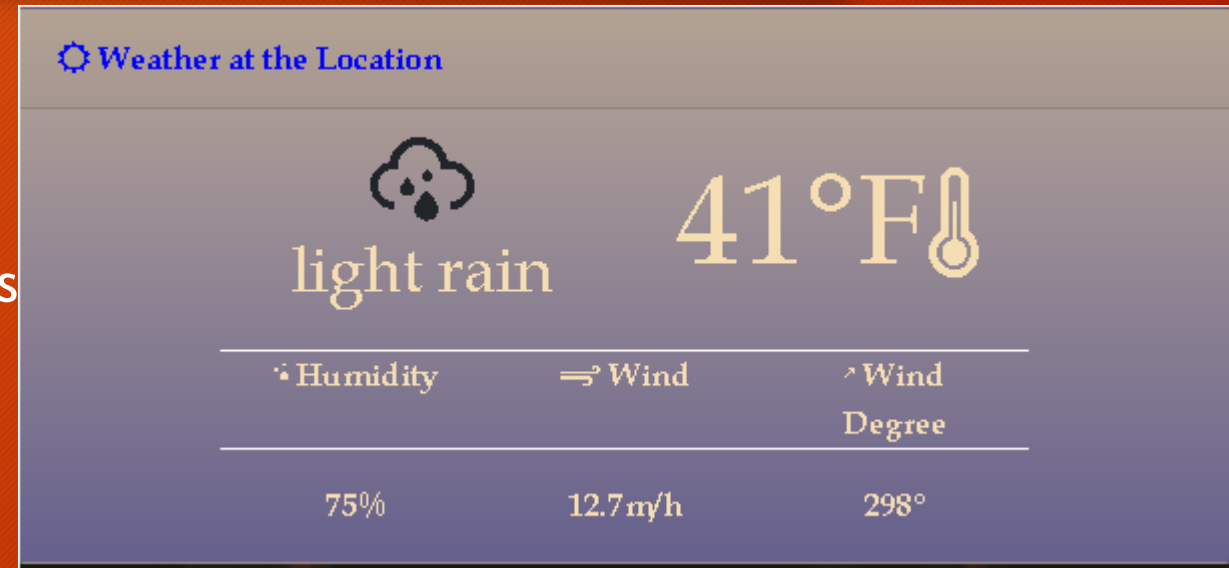 Weather at the Location
41°F
light rain
s
Humidity Wind Wind
Degree
75% 12.7m/h 298°